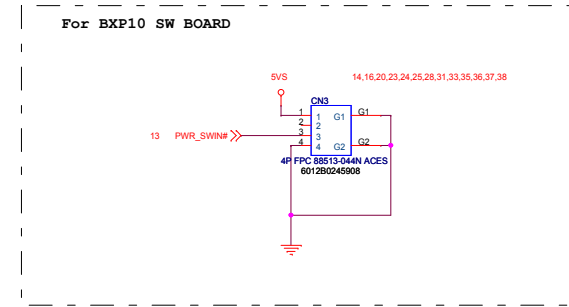 For BXP10 SW BOARD
5VS 14,16,20,23,24,25,28,31,33,35,36,37,38
CN3
1 1 G1 G1
2 2
13 PWR_SWIN# 3 3
4 4 G2 G2
4P FPC 88513-044N ACES
6012B0245908